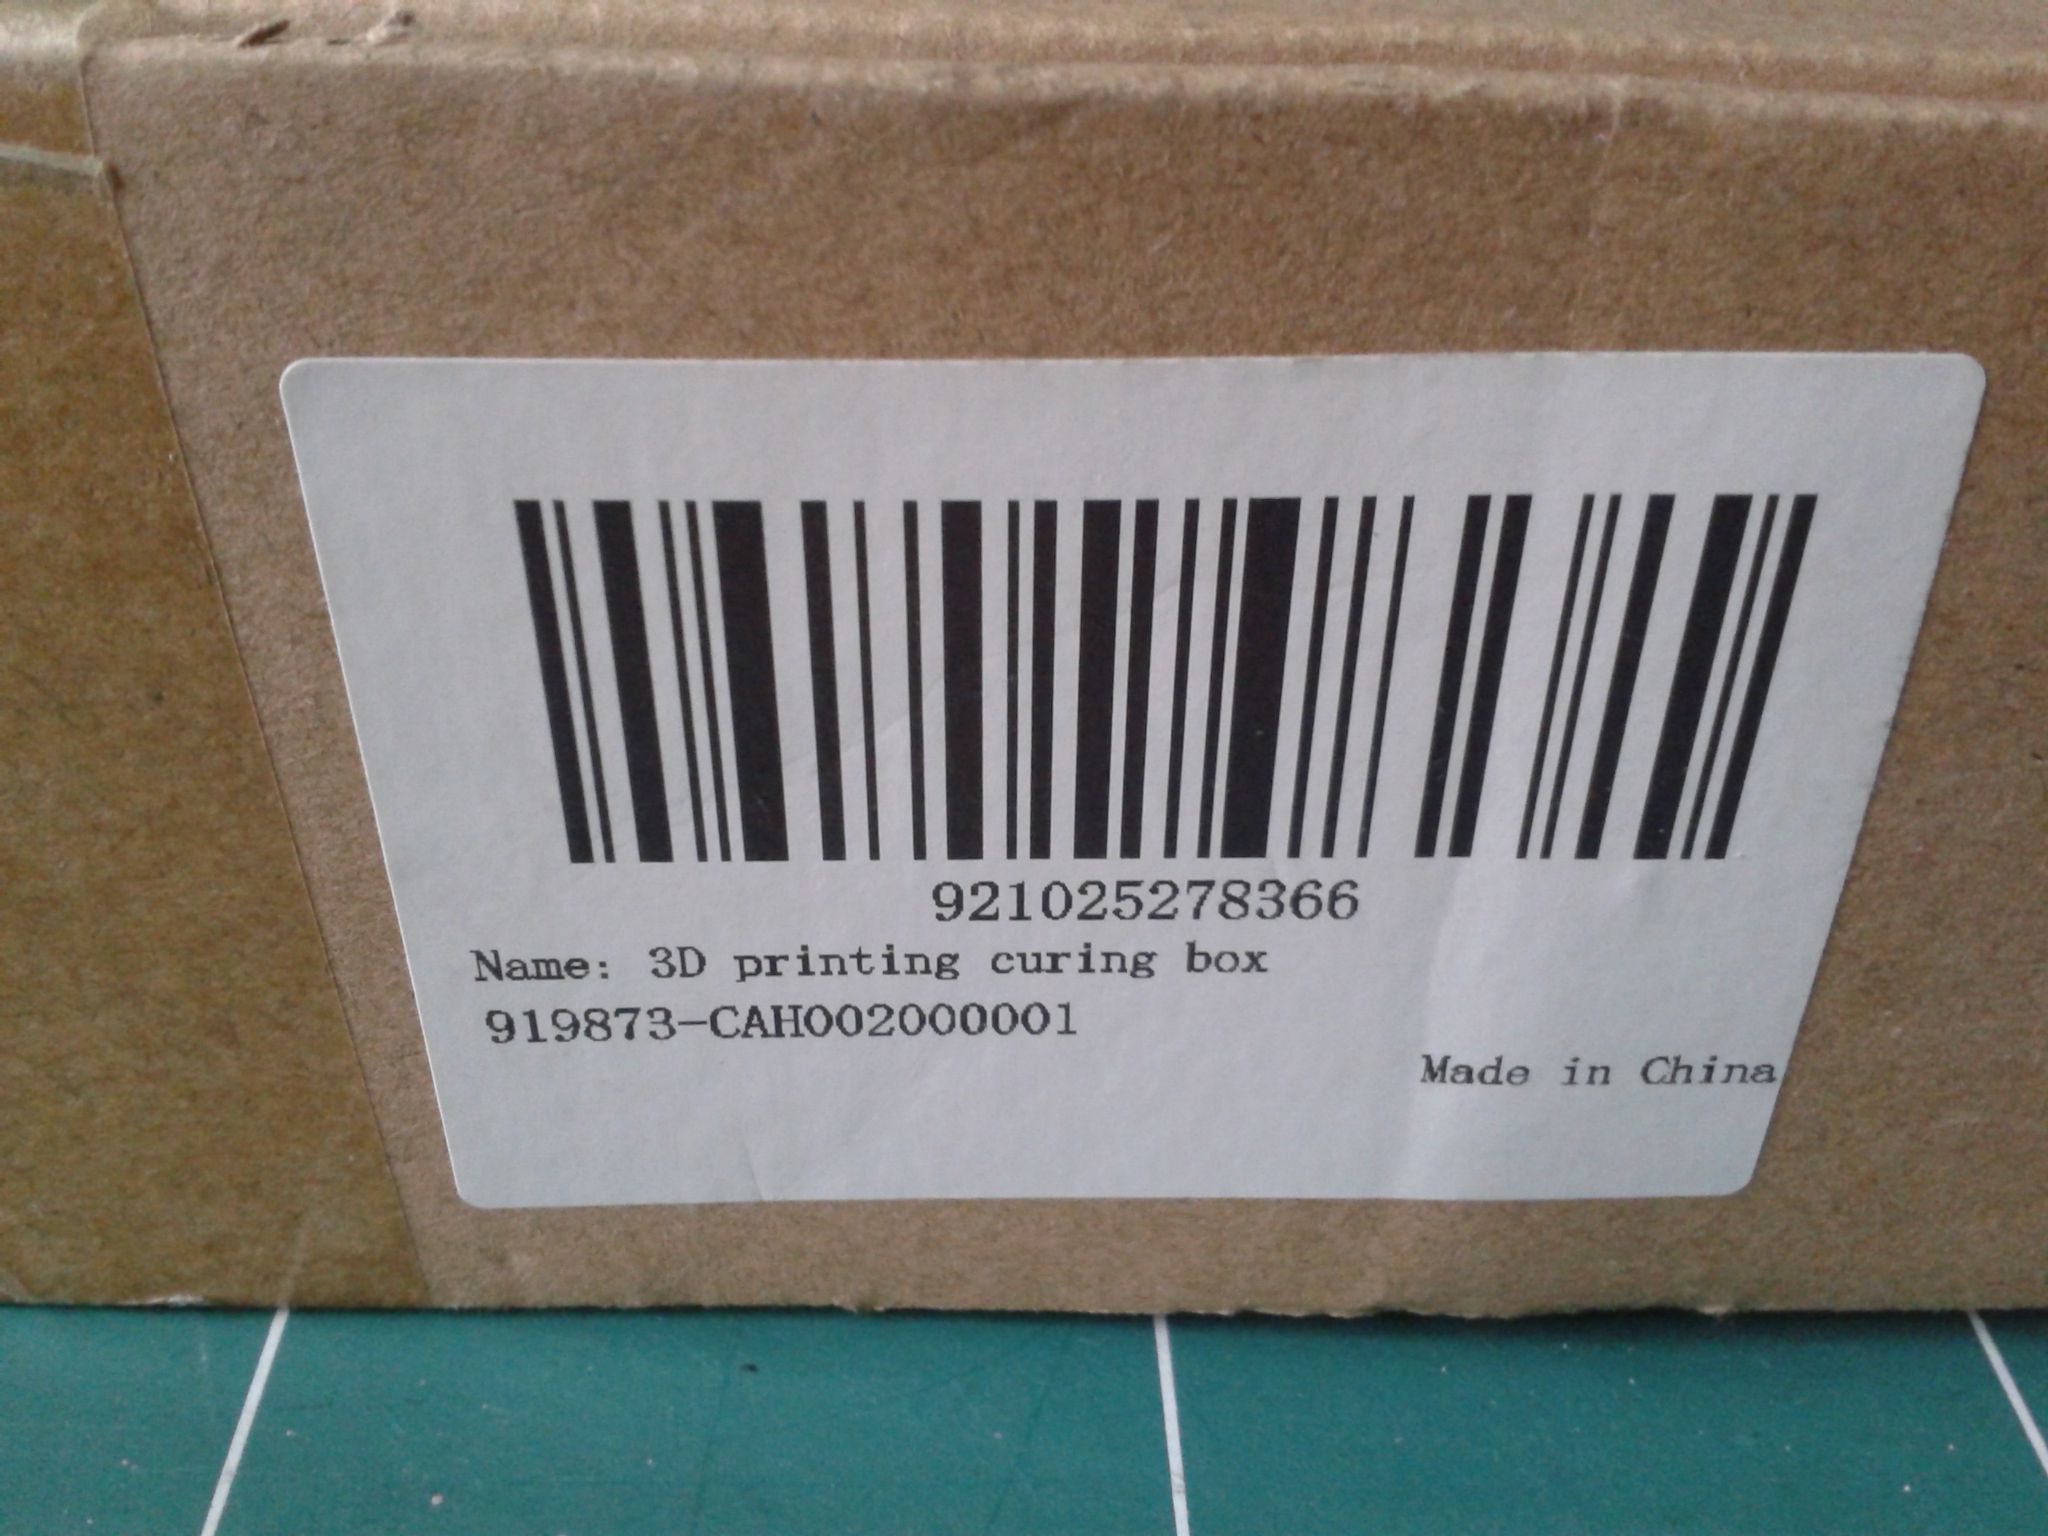 921025278366
Name: 3D printing curing box
919873-CAH002000001
Made in China